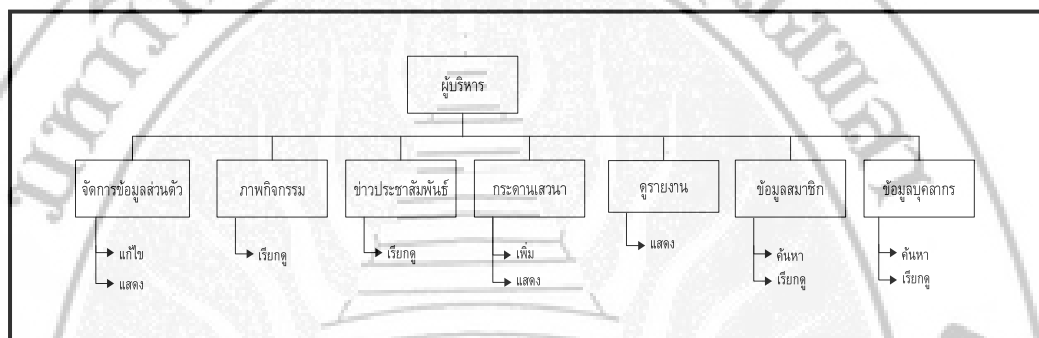 ผู้บริหาร
จัดการข้อมูลส่วนตัว
ภาพกิจกรรม
ข่าวประชาสัมพันธ์
กระดานเสวนา
ดูรายงาน
ข้อมูลสมาชิก
ข้อมูลบุคลากร
แก้ไข
แสดง
เรียกดู
เรียกดู
เพิ่ม
แสดง
แสดง
ค้นหา
เรียกดู
ค้นหา
เรียกดู